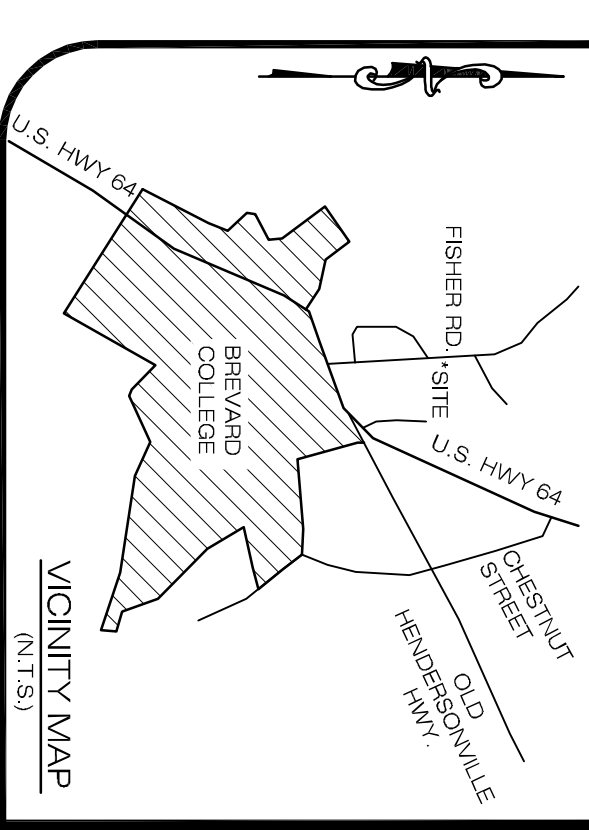 U.S. HWY 64
FISHER RD.
*SITE
BREVARD
COLLEGE
U.S. HWY 64
CHESTNUT
STREET
OLD
HENDERSONVILLE
HWY.
VICINITY MAP
(N.T.S.)
N